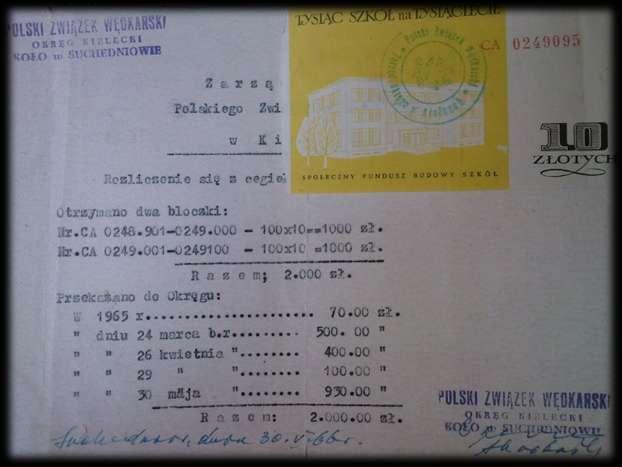 POLSKI ZWIĄZEK WĘDKARSKI
OKRĘG KIELECKI
KOŁO w SUCHEDNIOWIE
TYSIĄC SZKÓŁ na TYSIĄCLECIE
CA 0249095
10
ZŁOTYCH
SPOŁECZNY FUNDUSZ BUDOWY SZKÓŁ
Zarzą
Polskiego Zwi
w Ki
Rozliczenie się z cegieł
Otrzymano dwa bloczki:
Nr.CA 0248.901-0249.000 - 100x10==1000 zł.
Nr.CA 0249.001-0249100 - 100x10 =1000 zł.
Razem; 2.000 zł.
Przekazano do Okręgu:
W 1965 r....................... 70.00 zł.
" dniu 24 marca b.r.......... 500.00 "
" " 26 kwietnia "......... 400.00 "
" " 29 " "......... 100.00 "
" " 30 maja "......... 930.00 "
Razem: 2.000.00 zł.
Suchedniów, dnia 30.V.66r.
POLSKI ZWIĄZEK WĘDKARSKI
OKRĘG KIELECKI
KOŁO w SUCHEDNIOWIE